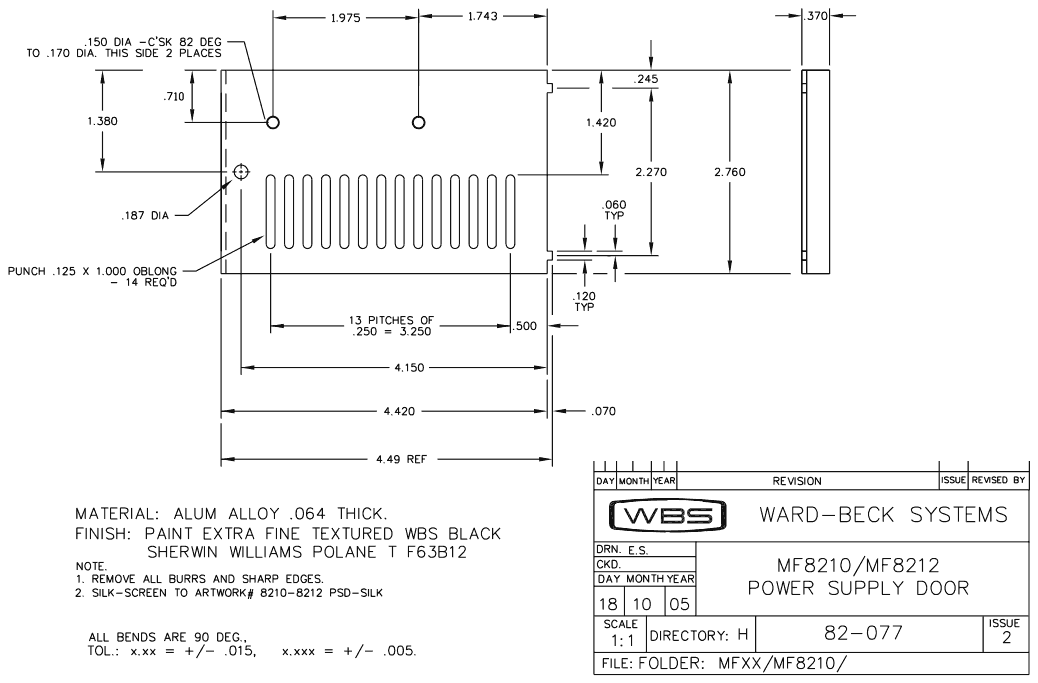 1.975
1.743
.370
.150 DIA -C'SK 82 DEG
TO .170 DIA. THIS SIDE 2 PLACES
.245
.710
1.380
1.420
2.270
2.760
.187 DIA
.060
TYP
PUNCH .125 X 1.000 OBLONG
- 14 REQ'D
.120
TYP
13 PITCHES OF
.250 = 3.250
.500
4.150
4.420
.070
4.49 REF
MATERIAL: ALUM ALLOY .064 THICK.
FINISH: PAINT EXTRA FINE TEXTURED WBS BLACK
SHERWIN WILLIAMS POLANE T F63B12
NOTE.
1. REMOVE ALL BURRS AND SHARP EDGES.
2. SILK-SCREEN TO ARTWORK# 8210-8212 PSD-SILK
ALL BENDS ARE 90 DEG.,
TOL.: x.xx = +/- .015, x.xxx = +/- .005.
DAY MONTH YEAR REVISION ISSUE REVISED BY
WBS WARD-BECK SYSTEMS
DRN. E.S.
CKD.
DAY MONTH YEAR
18 10 05
MF8210/MF8212
POWER SUPPLY DOOR
SCALE
1:1
DIRECTORY: H
82-077
ISSUE
2
FILE: FOLDER: MFXX/MF8210/